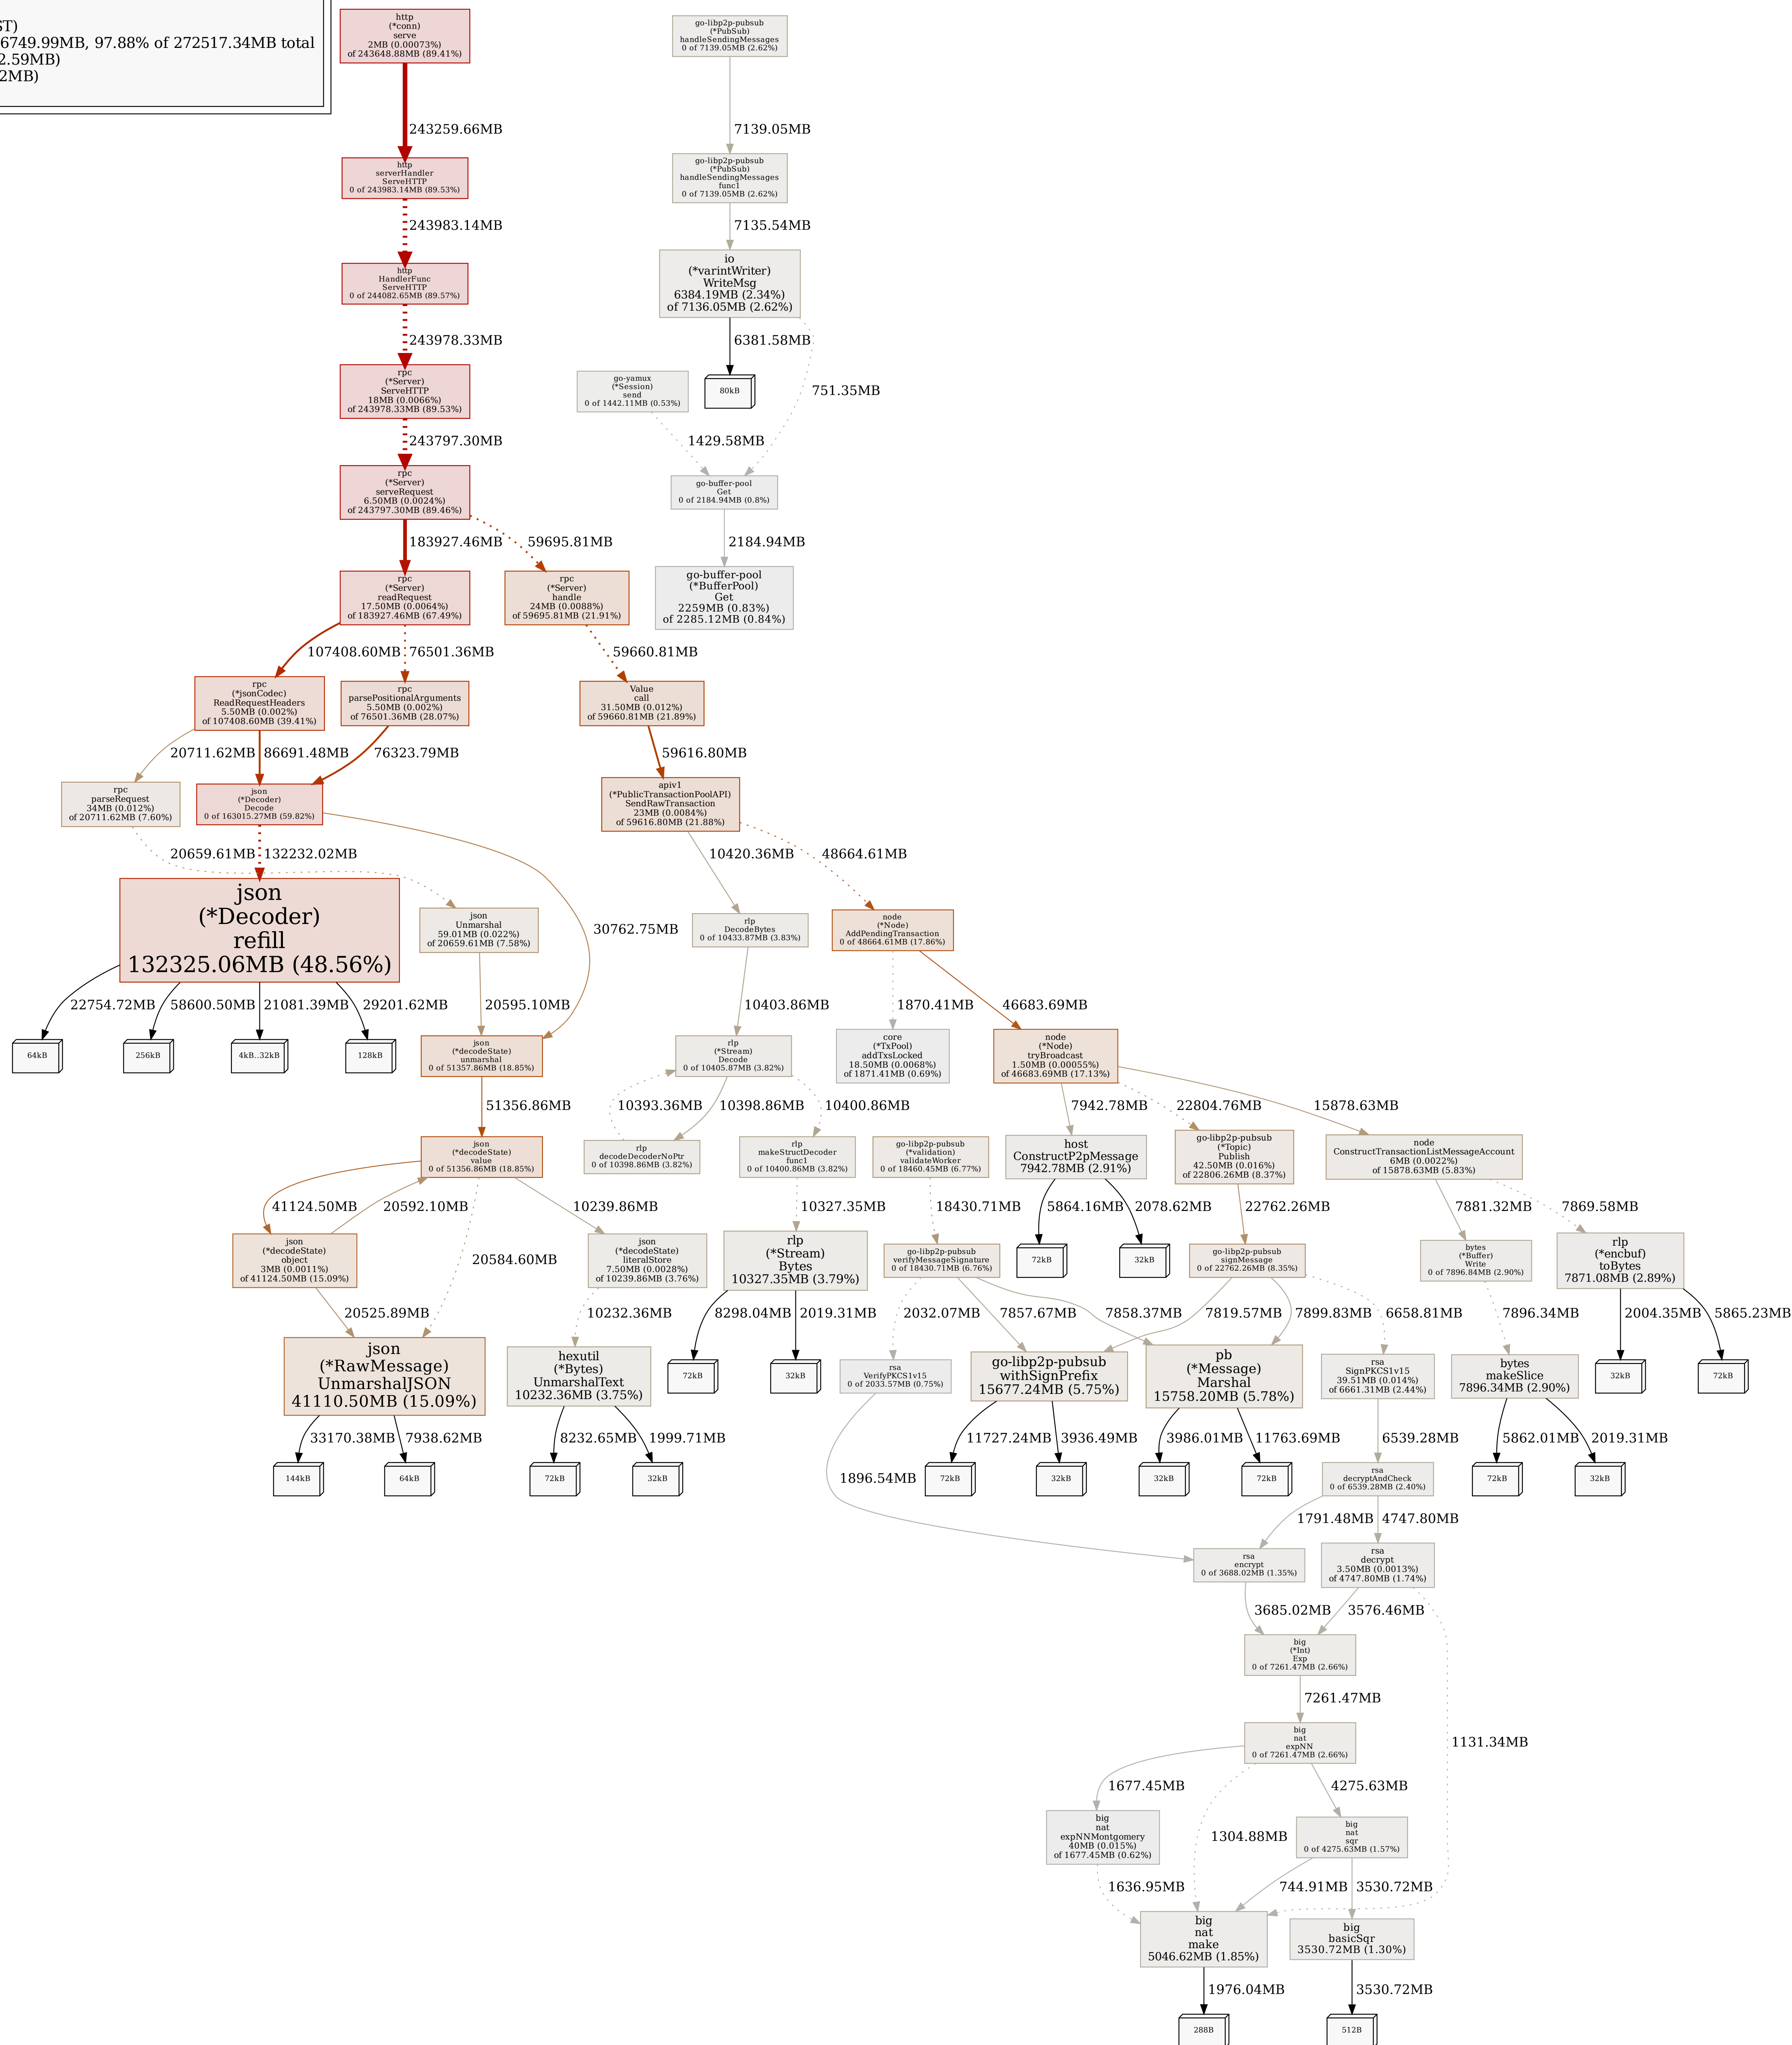 ST)
6749.99MB, 97.88% of 272517.34MB total
2.59MB)
2MB)
http
(*conn)
serve
2MB (0.00073%)
of 243648.88MB (89.41%)
go-libp2p-pubsub
(*PubSub)
handleSendingMessages
0 of 7139.05MB (2.62%)
243259.66MB
7139.05MB
http
serverHandler
ServeHTTP
0 of 243983.14MB (89.53%)
go-libp2p-pubsub
(*PubSub)
handleSendingMessages
func1
0 of 7139.05MB (2.62%)
243983.14MB
7135.54MB
http
HandlerFunc
ServeHTTP
0 of 244082.65MB (89.57%)
io
(*varintWriter)
WriteMsg
6384.19MB (2.34%)
of 7136.05MB (2.62%)
243978.33MB
6381.58MB
751.35MB
rpc
(*Server)
ServeHTTP
18MB (0.0066%)
of 243978.33MB (89.53%)
go-yamux
(*Session)
send
0 of 1442.11MB (0.53%)
80kB
243797.30MB
1429.58MB
rpc
(*Server)
serveRequest
6.50MB (0.0024%)
of 243797.30MB (89.46%)
go-buffer-pool
Get
0 of 2184.94MB (0.8%)
183927.46MB
59695.81MB
2184.94MB
rpc
(*Server)
readRequest
17.50MB (0.0064%)
of 183927.46MB (67.49%)
rpc
(*Server)
handle
24MB (0.0088%)
of 59695.81MB (21.91%)
go-buffer-pool
(*BufferPool)
Get
2259MB (0.83%)
of 2285.12MB (0.84%)
107408.60MB
76501.36MB
59660.81MB
rpc
(*jsonCodec)
ReadRequestHeaders
5.50MB (0.002%)
of 107408.60MB (39.41%)
rpc
parsePositionalArguments
5.50MB (0.002%)
of 76501.36MB (28.07%)
Value
call
31.50MB (0.012%)
of 59660.81MB (21.89%)
20711.62MB
86691.48MB
76323.79MB
59616.80MB
rpc
parseRequest
34MB (0.012%)
of 20711.62MB (7.60%)
json
(*Decoder)
Decode
0 of 163015.27MB (59.82%)
apiv1
(*PublicTransactionPoolAPI)
SendRawTransaction
23MB (0.0084%)
of 59616.80MB (21.88%)
20659.61MB
132232.02MB
10420.36MB
48664.61MB
json
(*Decoder)
refill
132325.06MB (48.56%)
json
Unmarshal
59.01MB (0.022%)
of 20659.61MB (7.58%)
30762.75MB
rlp
DecodeBytes
0 of 10433.87MB (3.83%)
node
(*Node)
AddPendingTransaction
0 of 48664.61MB (17.86%)
22754.72MB
58600.50MB
21081.39MB
29201.62MB
20595.10MB
10403.86MB
1870.41MB
46683.69MB
64kB
256kB
4kB..32kB
128kB
json
(*decodeState)
unmarshal
0 of 51357.86MB (18.85%)
rlp
(*Stream)
Decode
0 of 10405.87MB (3.82%)
core
(*TxPool)
addTxsLocked
18.50MB (0.0068%)
of 1871.41MB (0.69%)
node
(*Node)
tryBroadcast
1.50MB (0.00055%)
of 46683.69MB (17.13%)
51356.86MB
10393.36MB
10398.86MB
10400.86MB
7942.78MB
22804.76MB
15878.63MB
json
(*decodeState)
value
0 of 51356.86MB (18.85%)
rlp
decodeDecoderNoPtr
0 of 10398.86MB (3.82%)
rlp
makeStructDecoder
func1
0 of 10400.86MB (3.82%)
go-libp2p-pubsub
(*validation)
validateWorker
0 of 18460.45MB (6.77%)
host
ConstructP2pMessage
7942.78MB (2.91%)
go-libp2p-pubsub
(*Topic)
Publish
42.50MB (0.016%)
of 22806.26MB (8.37%)
node
ConstructTransactionListMessageAccount
6MB (0.0022%)
of 15878.63MB (5.83%)
41124.50MB
20592.10MB
20584.60MB
10239.86MB
10327.35MB
18430.71MB
5864.16MB
2078.62MB
22762.26MB
7881.32MB
7869.58MB
json
(*decodeState)
object
3MB (0.0011%)
of 41124.50MB (15.09%)
json
(*decodeState)
literalStore
7.50MB (0.0028%)
of 10239.86MB (3.76%)
rlp
(*Stream)
Bytes
10327.35MB (3.79%)
go-libp2p-pubsub
verifyMessageSignature
0 of 18430.71MB (6.76%)
72kB
32kB
go-libp2p-pubsub
signMessage
0 of 22762.26MB (8.35%)
bytes
(*Buffer)
Write
0 of 7896.84MB (2.90%)
rlp
(*encbuf)
toBytes
7871.08MB (2.89%)
20525.89MB
10232.36MB
8298.04MB
2019.31MB
2032.07MB
7857.67MB
7858.37MB
7819.57MB
7899.83MB
6658.81MB
7896.34MB
2004.35MB
5865.23MB
json
(*RawMessage)
UnmarshalJSON
41110.50MB (15.09%)
hexutil
(*Bytes)
UnmarshalText
10232.36MB (3.75%)
72kB
32kB
rsa
VerifyPKCS1v15
0 of 2033.57MB (0.75%)
go-libp2p-pubsub
withSignPrefix
15677.24MB (5.75%)
pb
(*Message)
Marshal
15758.20MB (5.78%)
rsa
SignPKCS1v15
39.51MB (0.014%)
of 6661.31MB (2.44%)
bytes
makeSlice
7896.34MB (2.90%)
32kB
72kB
33170.38MB
7938.62MB
8232.65MB
1999.71MB
11727.24MB
3936.49MB
3986.01MB
11763.69MB
6539.28MB
5862.01MB
2019.31MB
144kB
64kB
72kB
32kB
1896.54MB
72kB
32kB
32kB
72kB
rsa
decryptAndCheck
0 of 6539.28MB (2.40%)
72kB
32kB
1791.48MB
4747.80MB
rsa
encrypt
0 of 3688.02MB (1.35%)
rsa
decrypt
3.50MB (0.0013%)
of 4747.80MB (1.74%)
3685.02MB
3576.46MB
big
(*Int)
Exp
0 of 7261.47MB (2.66%)
7261.47MB
big
nat
expNN
0 of 7261.47MB (2.66%)
1131.34MB
1677.45MB
4275.63MB
big
nat
expNNMontgomery
40MB (0.015%)
of 1677.45MB (0.62%)
1304.88MB
big
nat
sqr
0 of 4275.63MB (1.57%)
1636.95MB
744.91MB
3530.72MB
big
nat
make
5046.62MB (1.85%)
big
basicSqr
3530.72MB (1.30%)
1976.04MB
3530.72MB
288B
512B